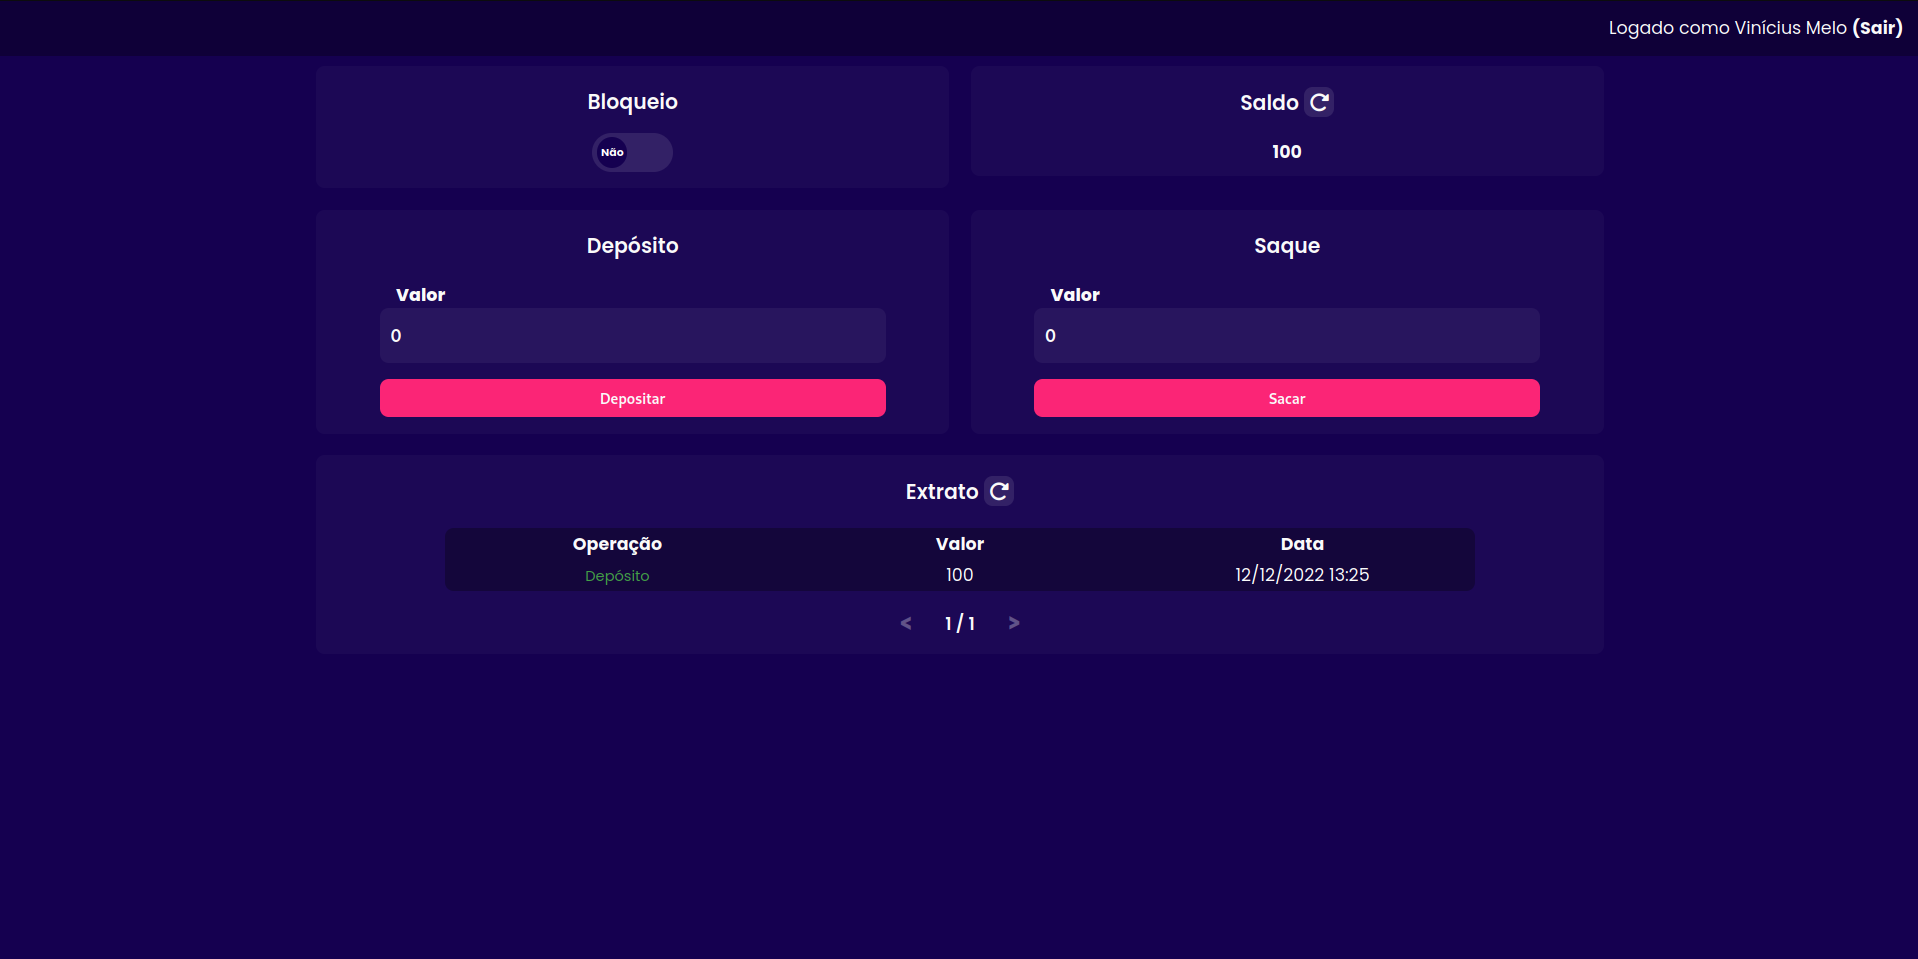 Logado como Vinícius Melo (Sair)
Bloqueio
Não
Saldo
100
Depósito
Valor
0
Depositar
Saque
Valor
0
Sacar
Extrato
Operação Valor Data
Depósito 100 12/12/2022 13:25
< 1 / 1 >